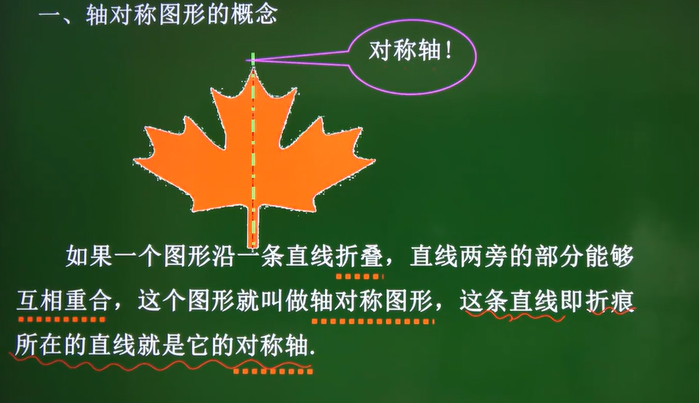 一、轴对称图形的概念
对称轴！
如果一个图形沿一条直线折叠，直线两旁的部分能够
互相重合，这个图形就叫做轴对称图形，这条直线即折痕
所在的直线就是它的对称轴.